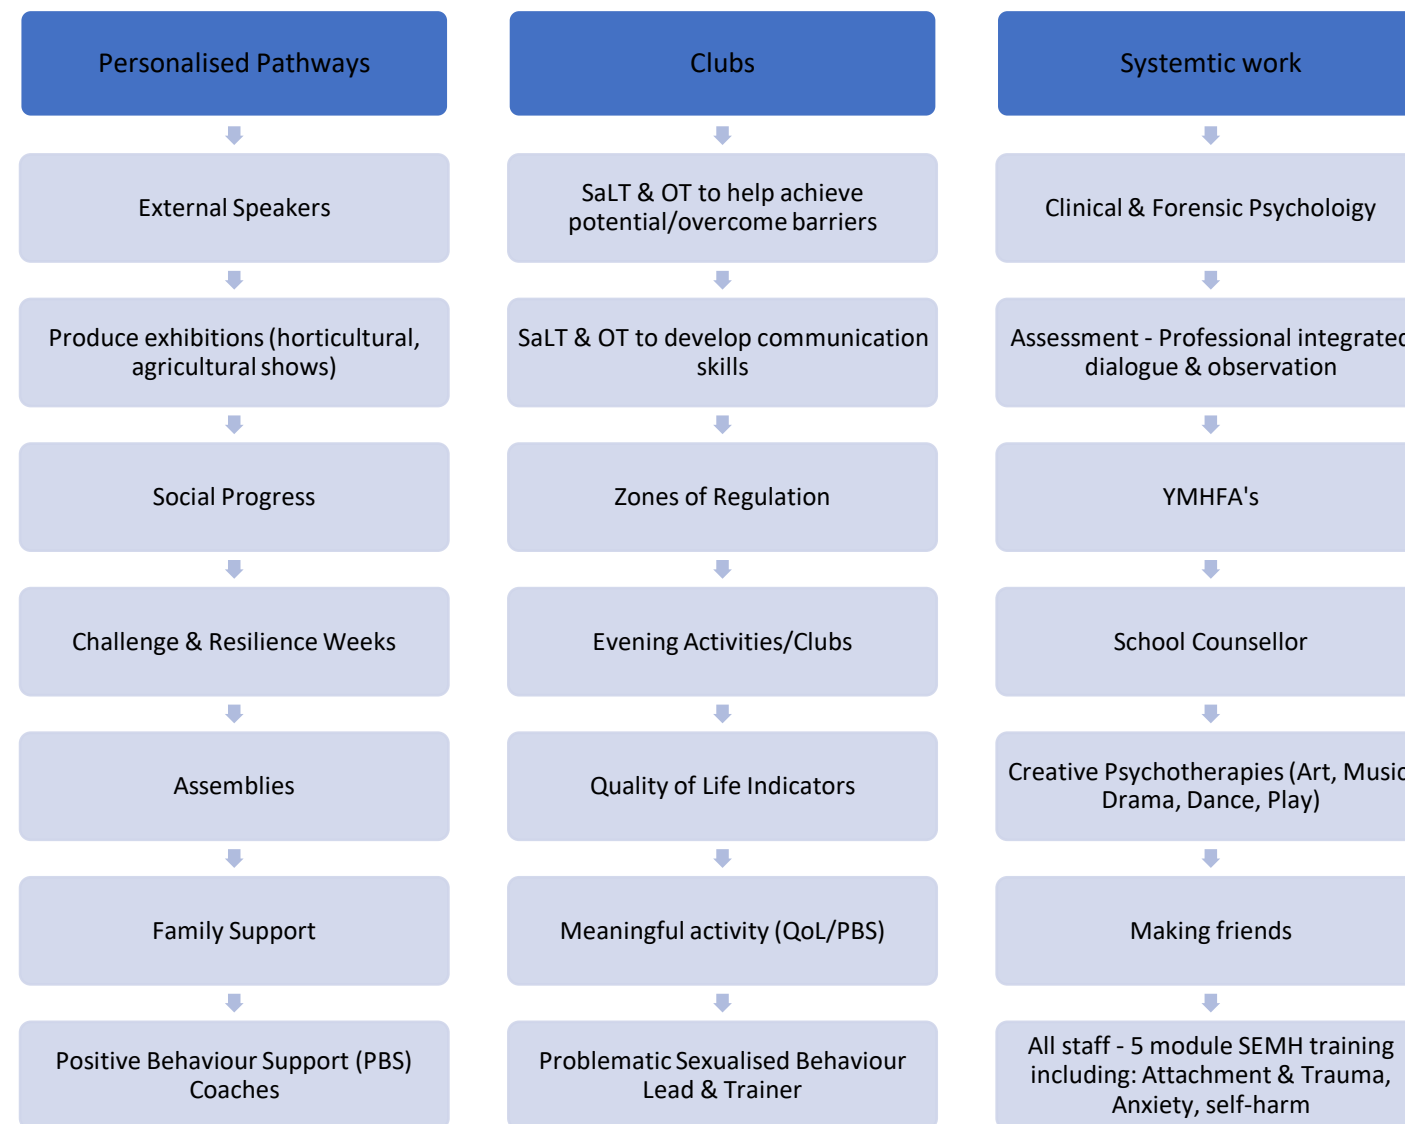 Personalised Pathways
External Speakers
Produce exhibitions (horticultural,
agricultural shows)
Social Progress
Challenge & Resilience Weeks
Assemblies
Family Support
Positive Behaviour Support (PBS)
Coaches
Clubs
SaLT & OT to help achieve
potential/overcome barriers
SaLT & OT to develop communication
skills
Zones of Regulation
Evening Activities/Clubs
Quality of Life Indicators
Meaningful activity (QoL/PBS)
Problematic Sexualised Behaviour
Lead & Trainer
Systemtic work
Clinical & Forensic Psycholoigy
Assessment - Professional integrated
dialogue & observation
YMHFA's
School Counsellor
Creative Psychotherapies (Art, Music
Drama, Dance, Play)
Making friends
All staff - 5 module SEMH training
including: Attachment & Trauma,
Anxiety, self-harm